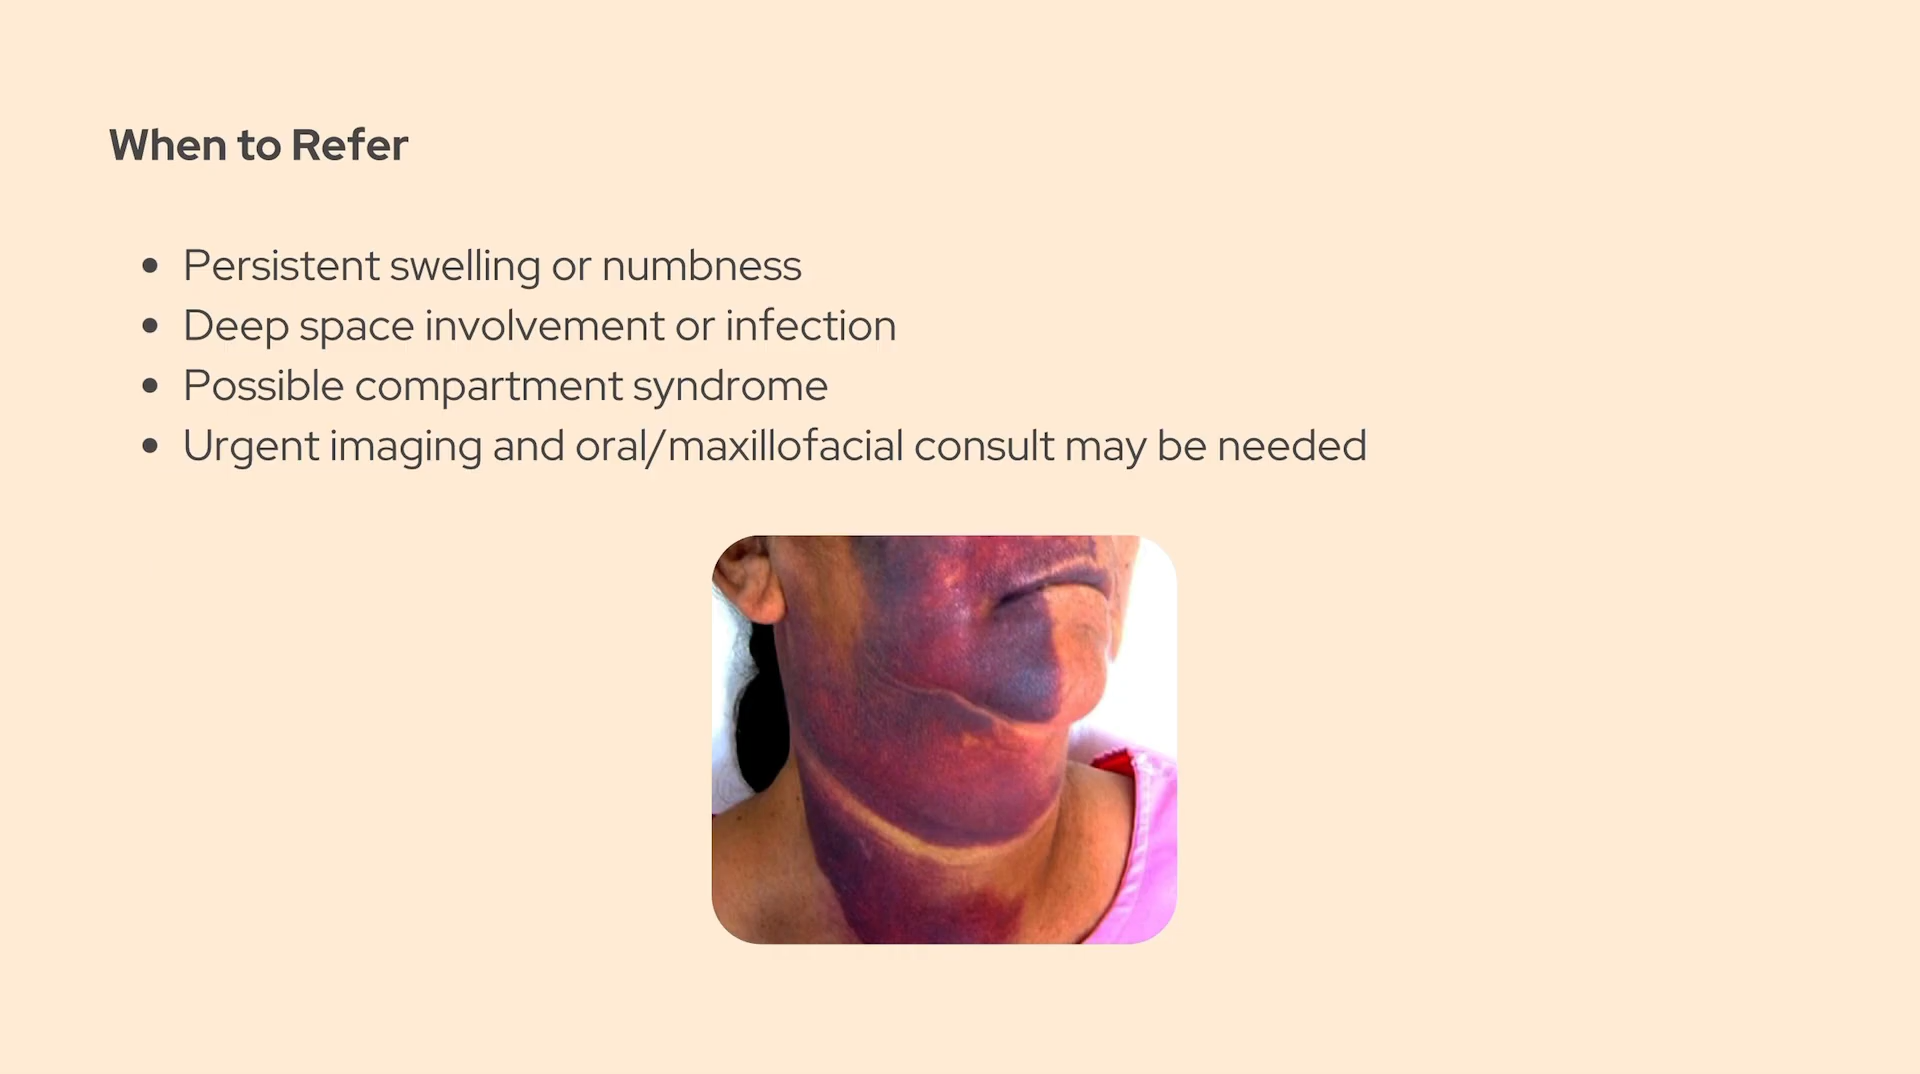 When to Refer
• Persistent swelling or numbness
• Deep space involvement or infection
• Possible compartment syndrome
• Urgent imaging and oral/maxillofacial consult may be needed